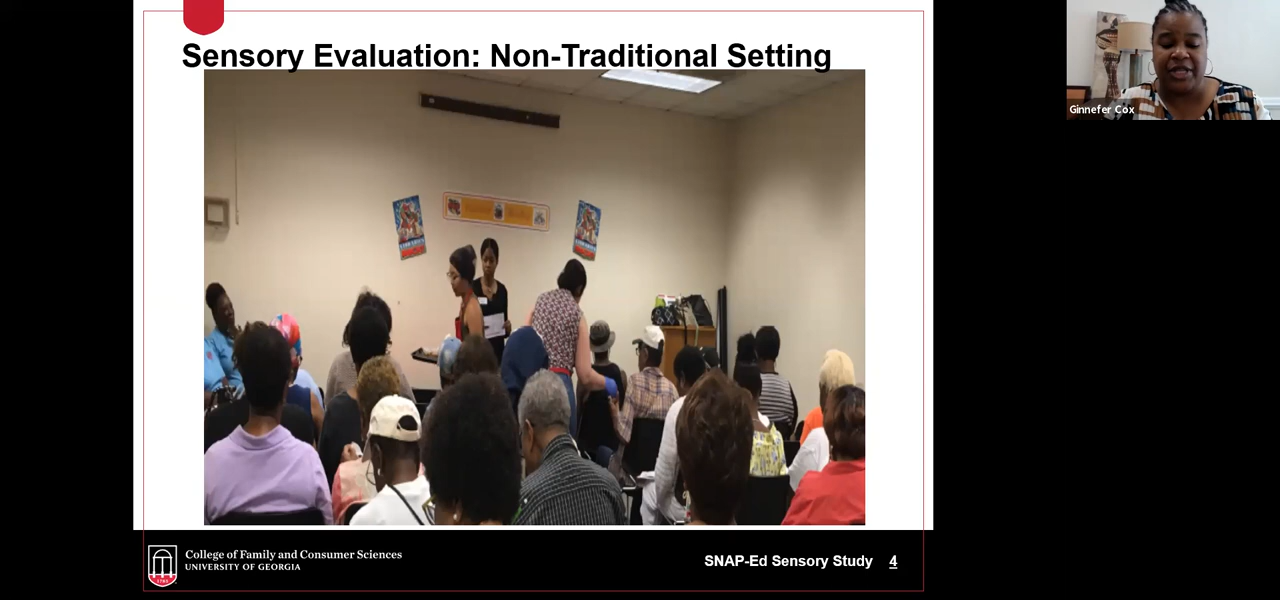 Sensory Evaluation: Non-Traditional Setting
Ginnefer Cox
College of Family and Consumer Sciences
UNIVERSITY OF GEORGIA
1785
SNAP-Ed Sensory Study 4